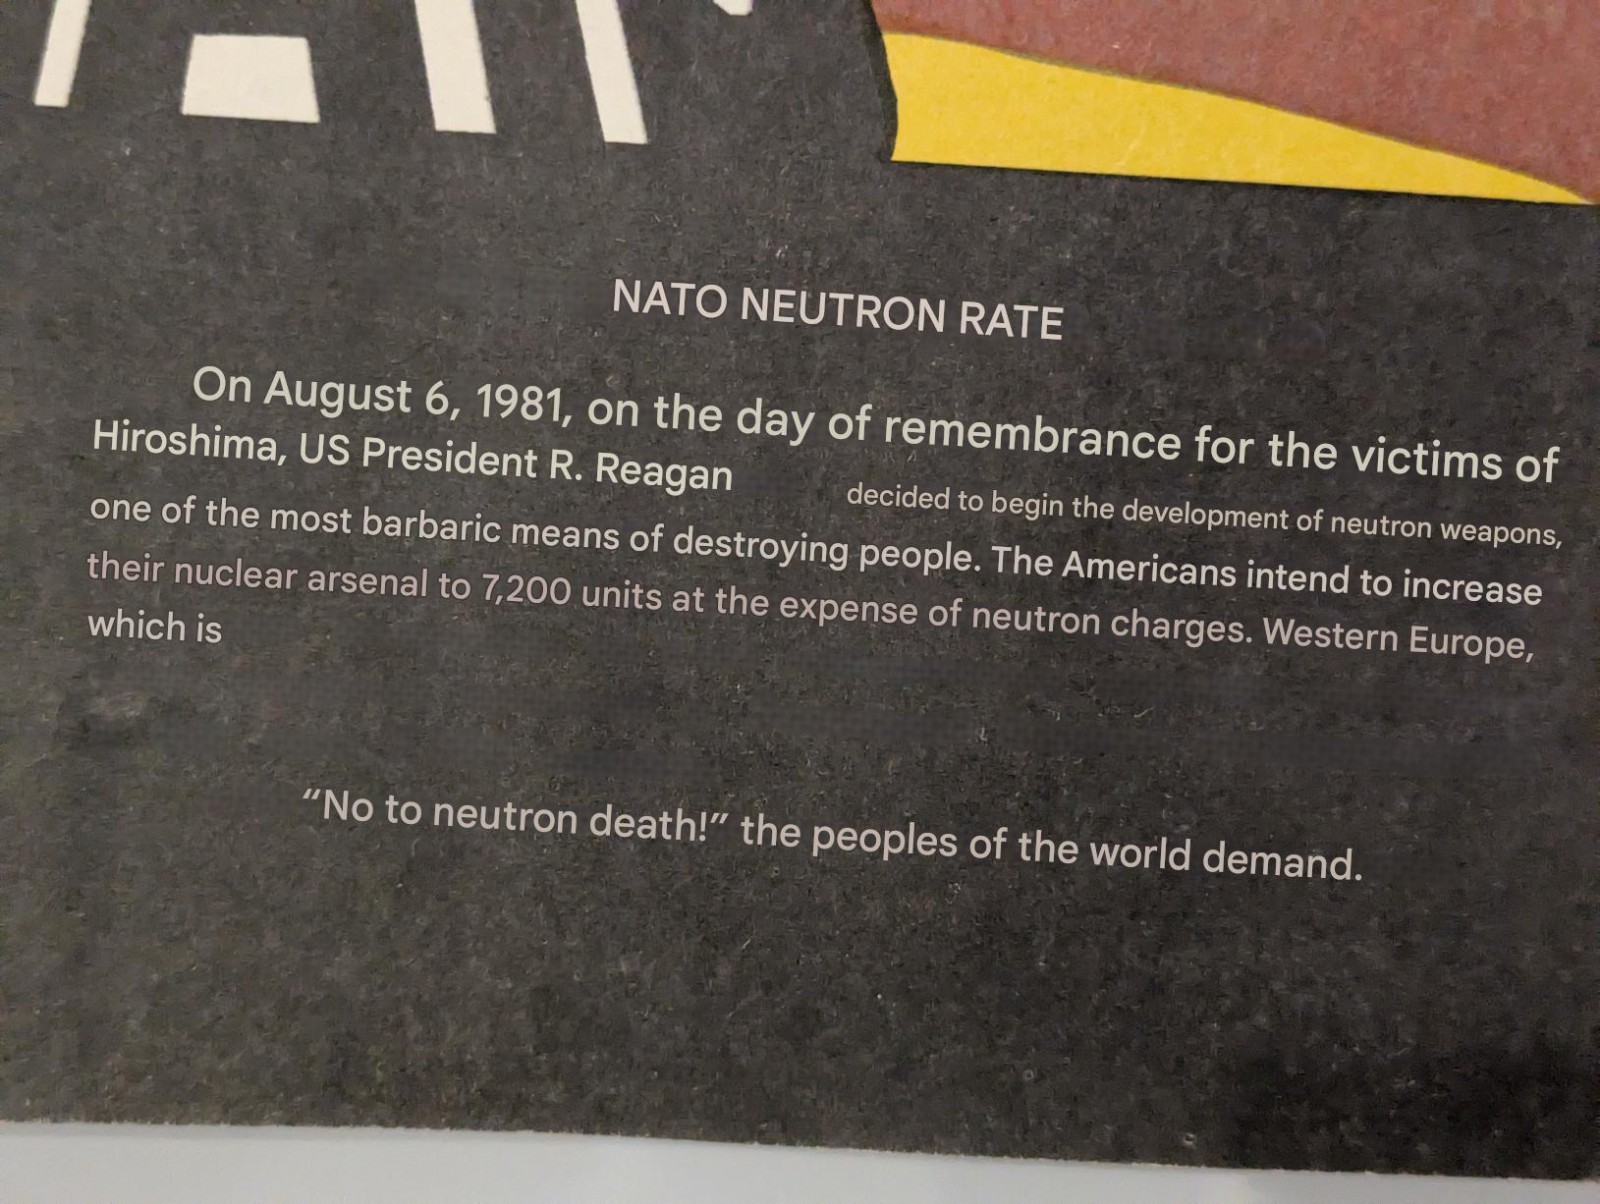 NATO NEUTRON RATE
On August 6, 1981, on the day of remembrance for the victims of
Hiroshima, US President R. Reagan decided to begin the development of neutron weapons,
one of the most barbaric means of destroying people. The Americans intend to increase
their nuclear arsenal to 7,200 units at the expense of neutron charges. Western Europe,
which is
“No to neutron death!” the peoples of the world demand.